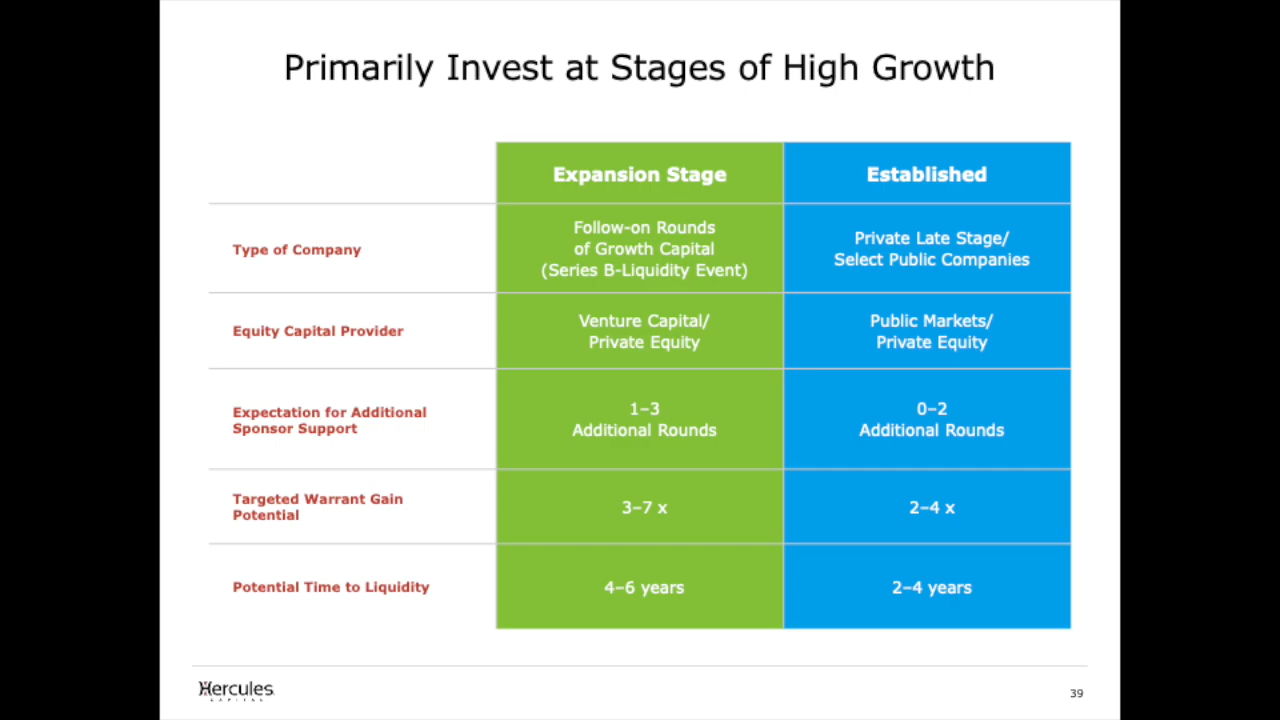 Primarily Invest at Stages of High Growth
Expansion Stage
Established
Type of Company
Follow-on Rounds
of Growth Capital
(Series B-Liquidity Event)
Private Late Stage/
Select Public Companies
Equity Capital Provider
Venture Capital/
Private Equity
Public Markets/
Private Equity
Expectation for Additional
Sponsor Support
1–3
Additional Rounds
0–2
Additional Rounds
Targeted Warrant Gain
Potential
3–7 x
2–4 x
Potential Time to Liquidity
4–6 years
2–4 years
Hercules
CAPITAL
39